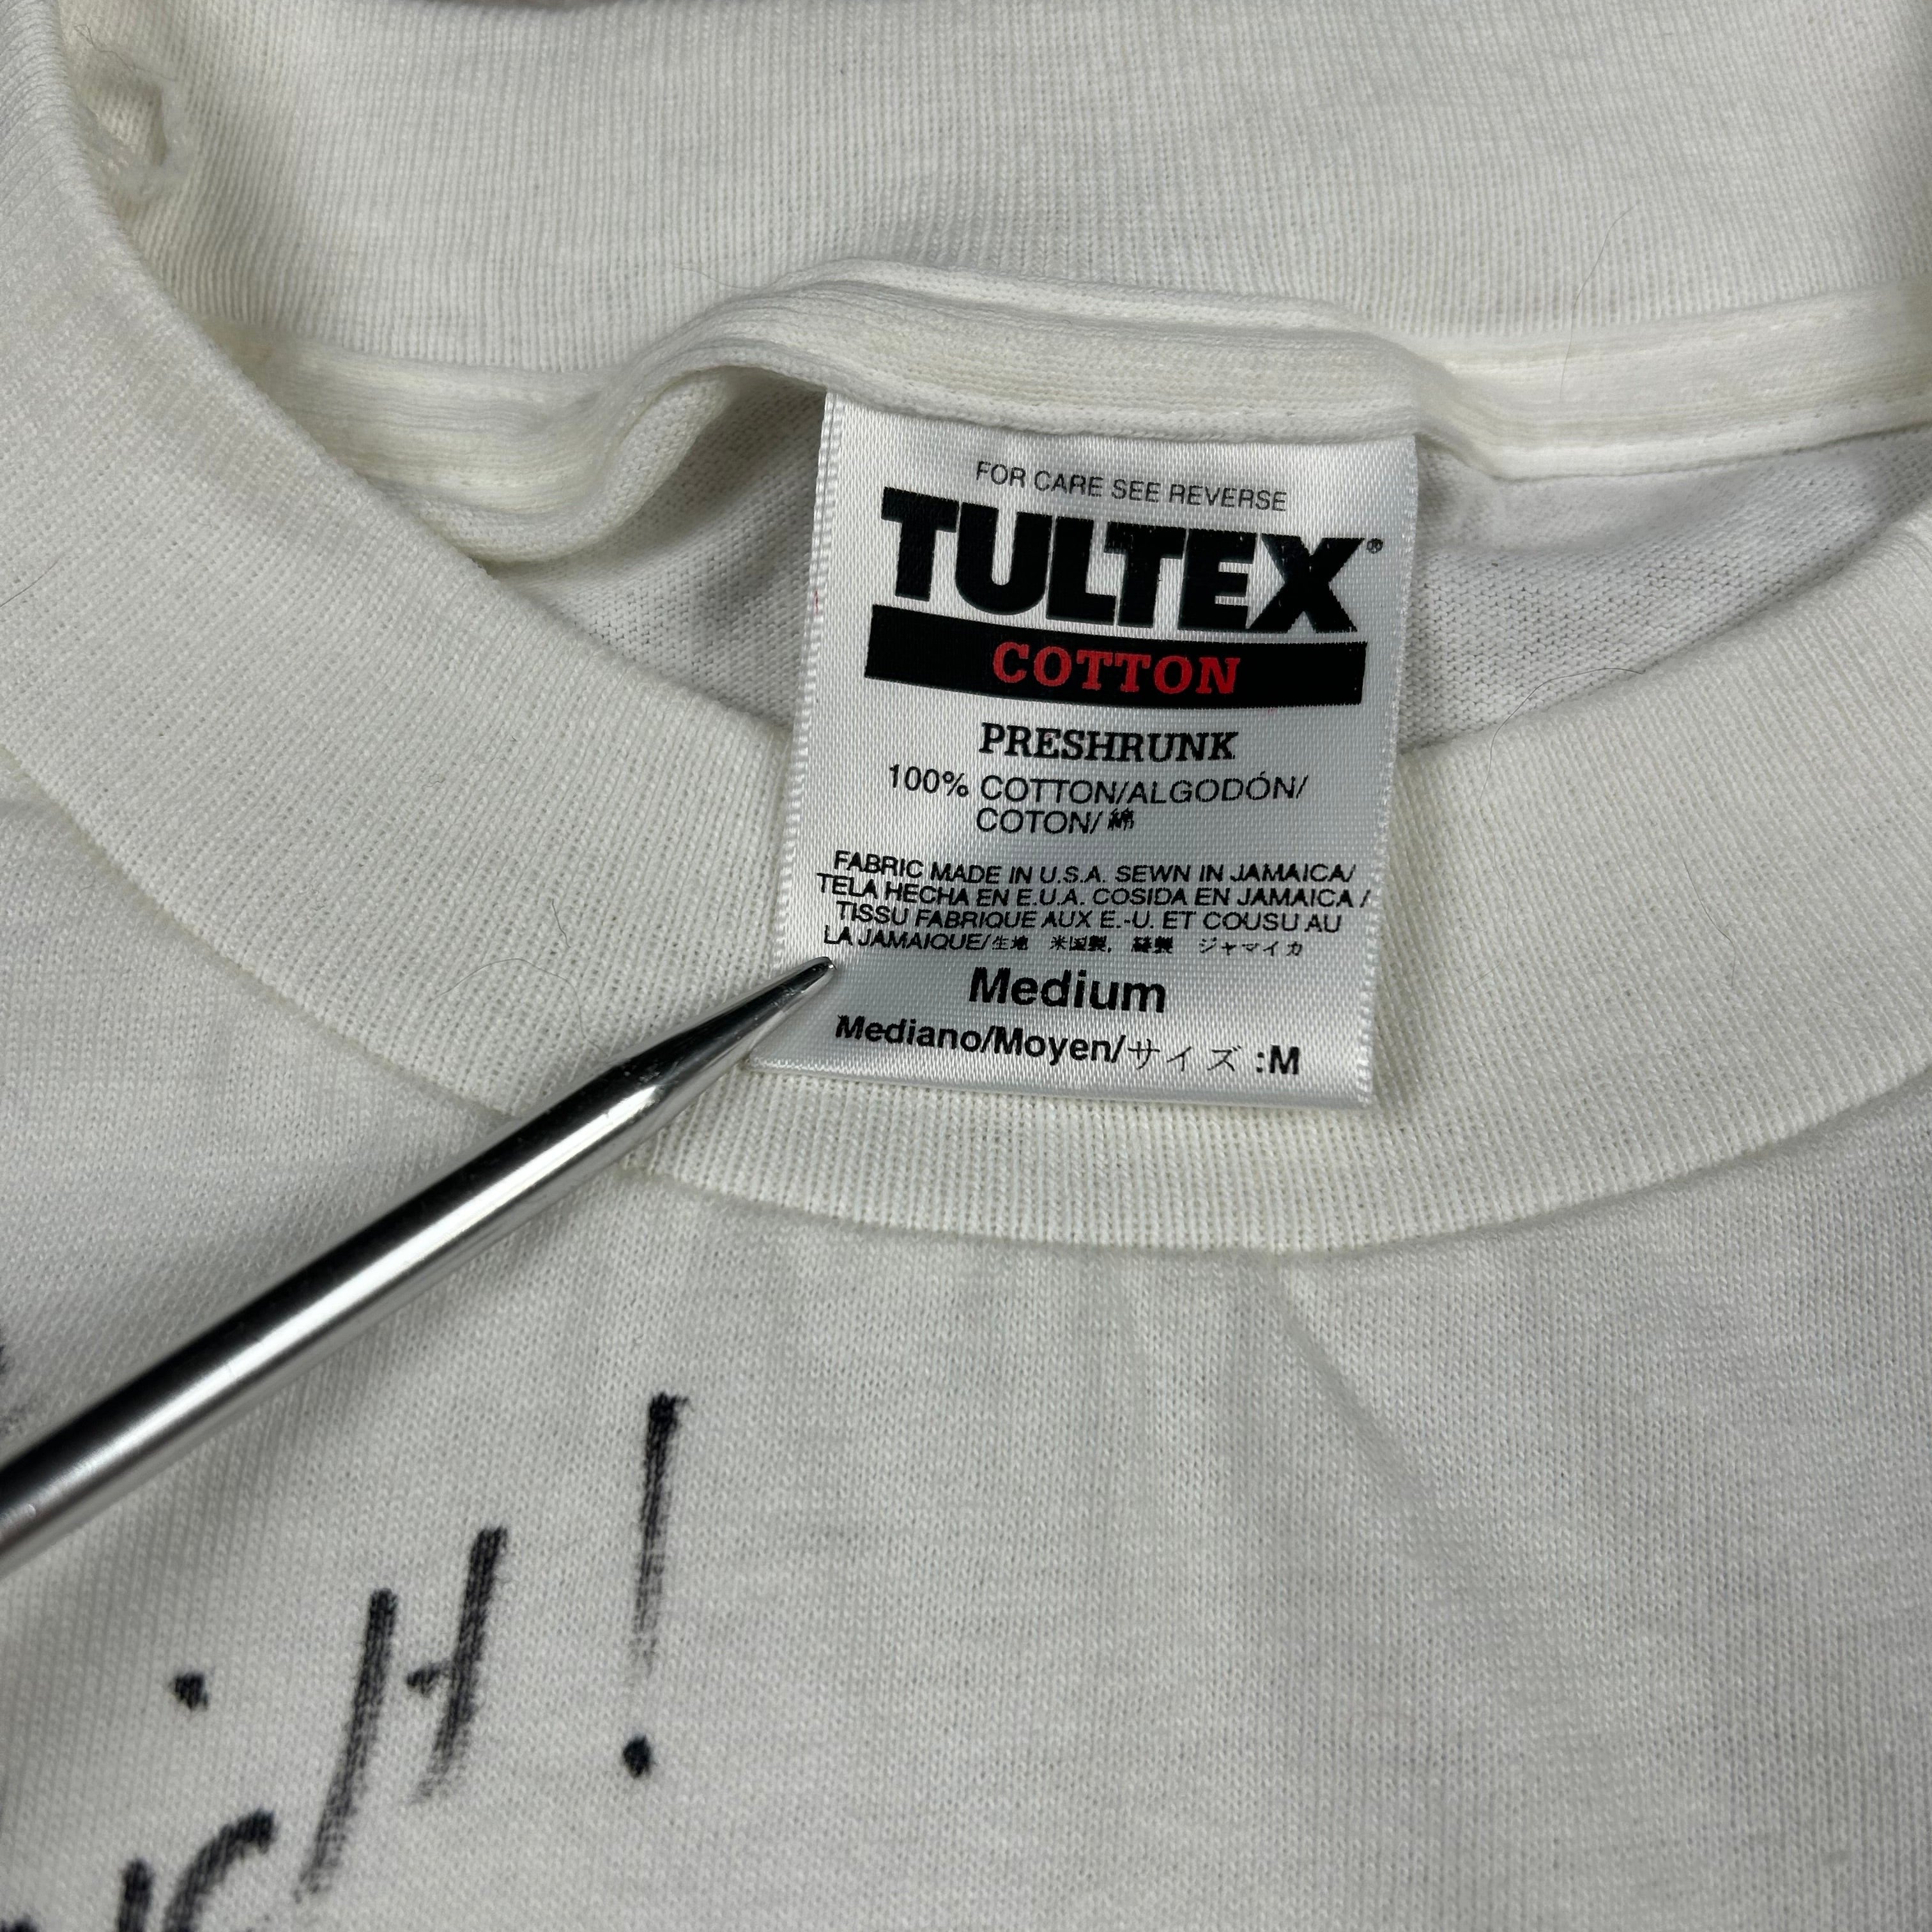 FOR CARE SEE REVERSE
TULTEX®
COTTON
PRESHRUNK
100% COTTON/ALGODÓN/
COTON/綿
FABRIC MADE IN U.S.A. SEWN IN JAMAICA/
TELA HECHA EN E.U.A. COSIDA EN JAMAICA /
TISSU FABRIQUE AUX E.-U. ET COUSU AU
LA JAMAIQUE/生地 米国製, 縫製 ジャマイカ
Medium
Mediano/Moyen/サイズ :M
H!